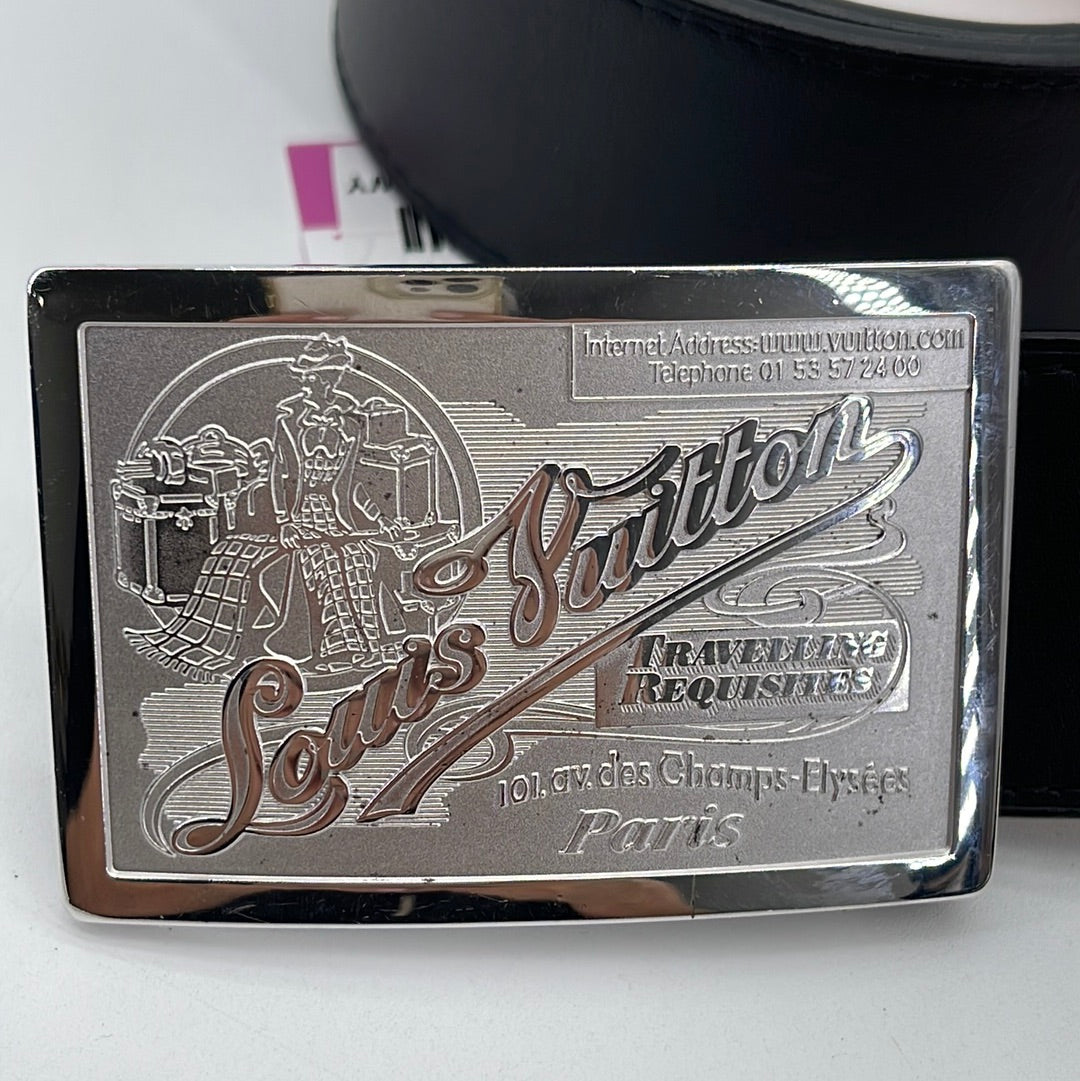 Internet Address:www.vuitton.com
Telephone 01 53 57 24 00
Louis Vuitton
TRAVELLING
REQUISITES
101. av. des Champs-Elysées
Paris